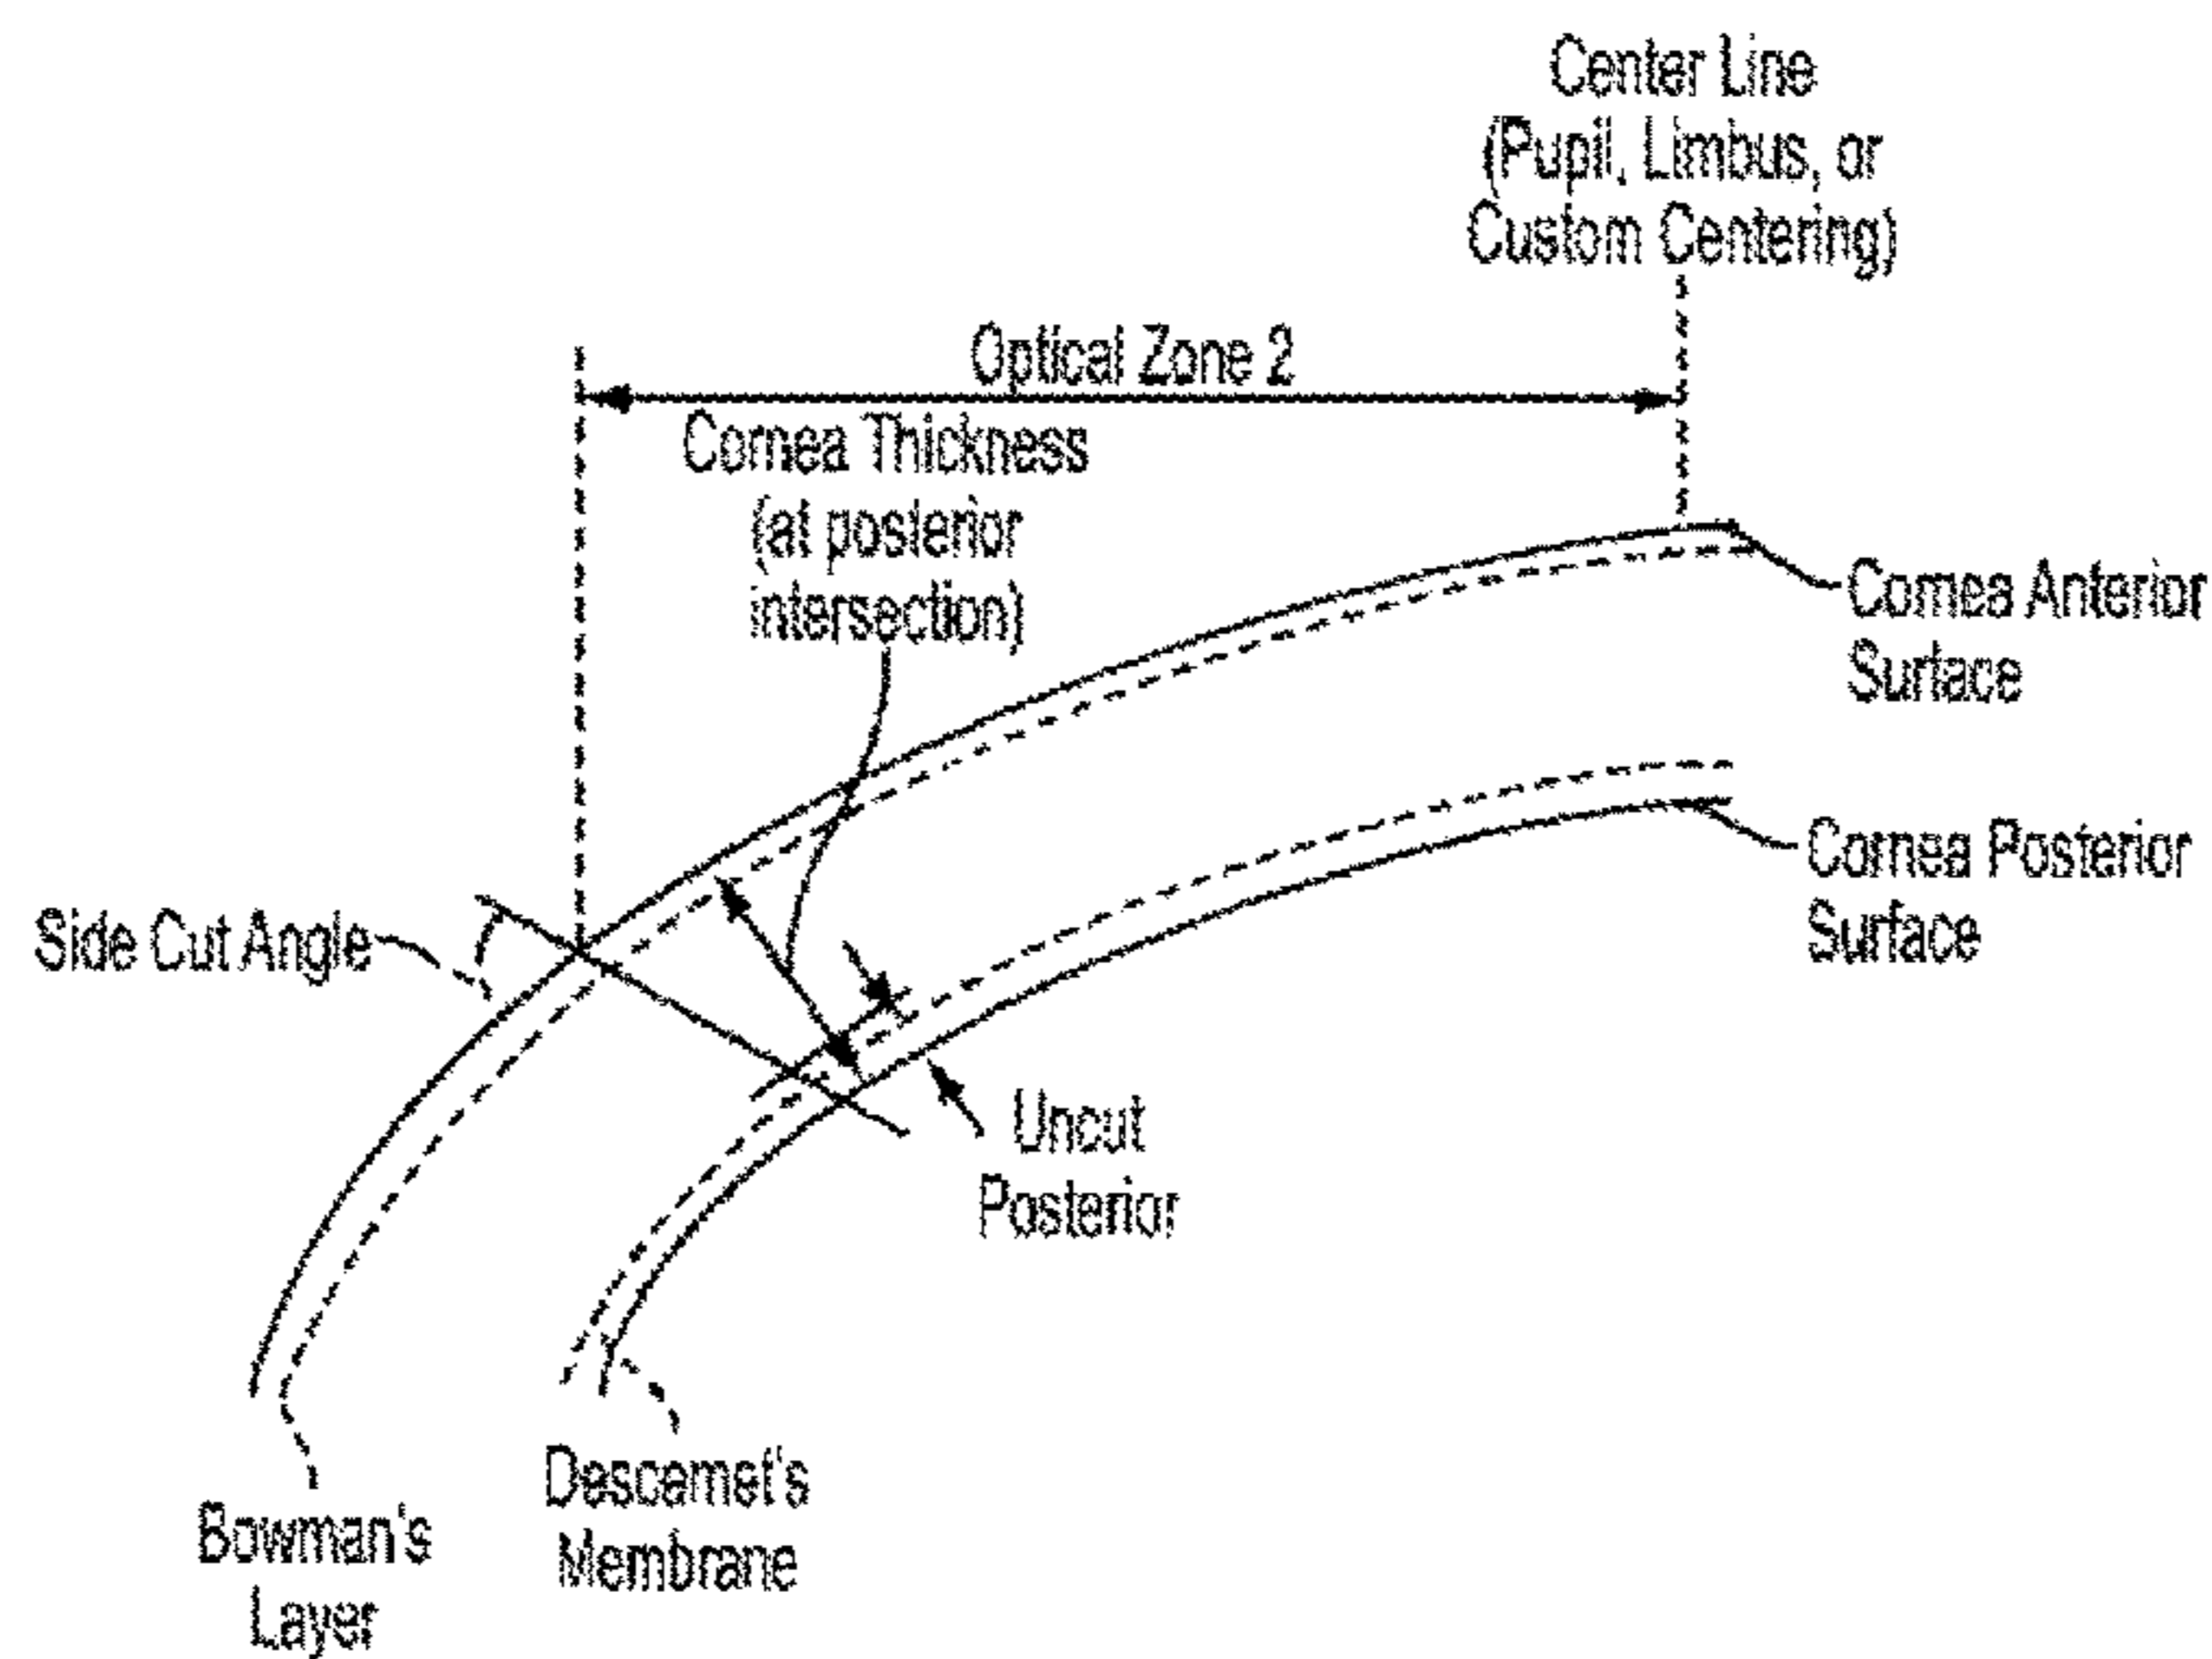 Center Line
(Pupil, Limbus, or
Custom Centering)
Optical Zone 2
Cornea Thickness
(at posterior
intersection)
Cornea Anterior
Surface
Cornea Posterior
Surface
Side Cut Angle
Uncut
Posterior
Descemet's
Membrane
Bowman's
Layer